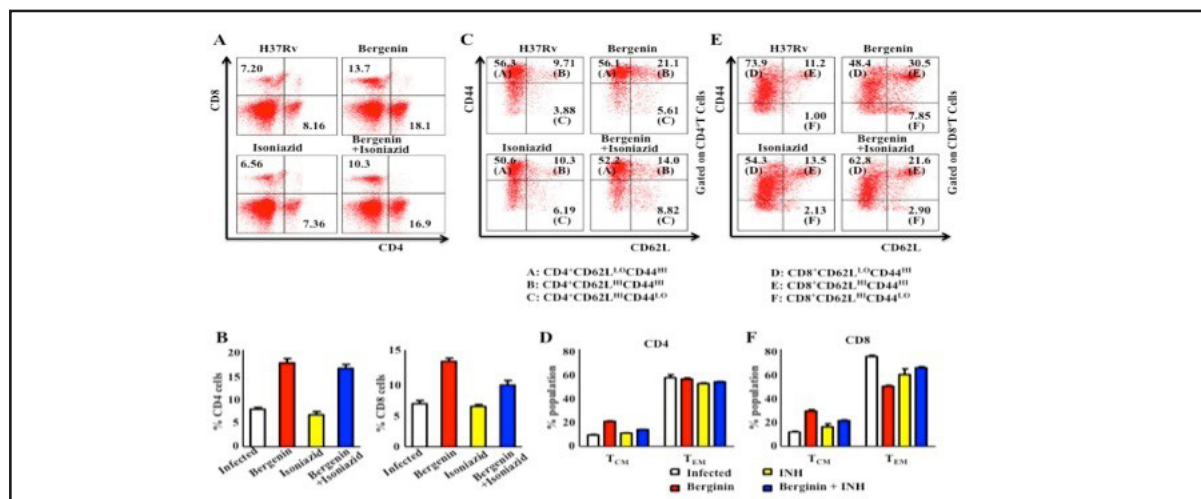 A
H37Rv
Bergenin
7.20
13.7
8.16
18.1
Isoniazid
Bergenin
+Isoniazid
6.56
10.3
7.36
16.9
CD8
CD4
C
H37Rv
Bergenin
56.3
(A)
9.71
(B)
56.1
(A)
21.1
(B)
3.88
(C)
5.61
(C)
Isoniazid
Bergenin
+Isoniazid
50.6
(A)
10.3
(B)
52.2
(A)
14.0
(B)
6.19
(C)
8.82
(C)
CD44
CD62L
Gated on CD4+T Cells
A: CD4+CD62LLOCD44HI
B: CD4+CD62LHICD44HI
C: CD4+CD62LHICD44LO
E
H37Rv
Bergenin
73.9
(D)
11.2
(E)
48.4
(D)
30.5
(E)
1.00
(F)
7.85
(F)
Isoniazid
Bergenin
+Isoniazid
54.3
(D)
13.5
(E)
62.8
(D)
21.6
(E)
2.13
(F)
2.90
(F)
CD44
CD62L
Gated on CD8+T Cells
D: CD8+CD62LLOCD44HI
E: CD8+CD62LHICD44HI
F: CD8+CD62LHICD44LO
B
% CD4 cells
20
15
10
5
0
Infected
Bergenin
Isoniazid
Bergenin
+Isoniazid
% CD8 cells
15
10
5
0
Infected
Bergenin
Isoniazid
Bergenin
+Isoniazid
D
CD4
% population
80
60
40
20
0
TCM
TEM
F
CD8
% population
80
60
40
20
0
TCM
TEM
Infected
INH
Berginin
Berginin + INH